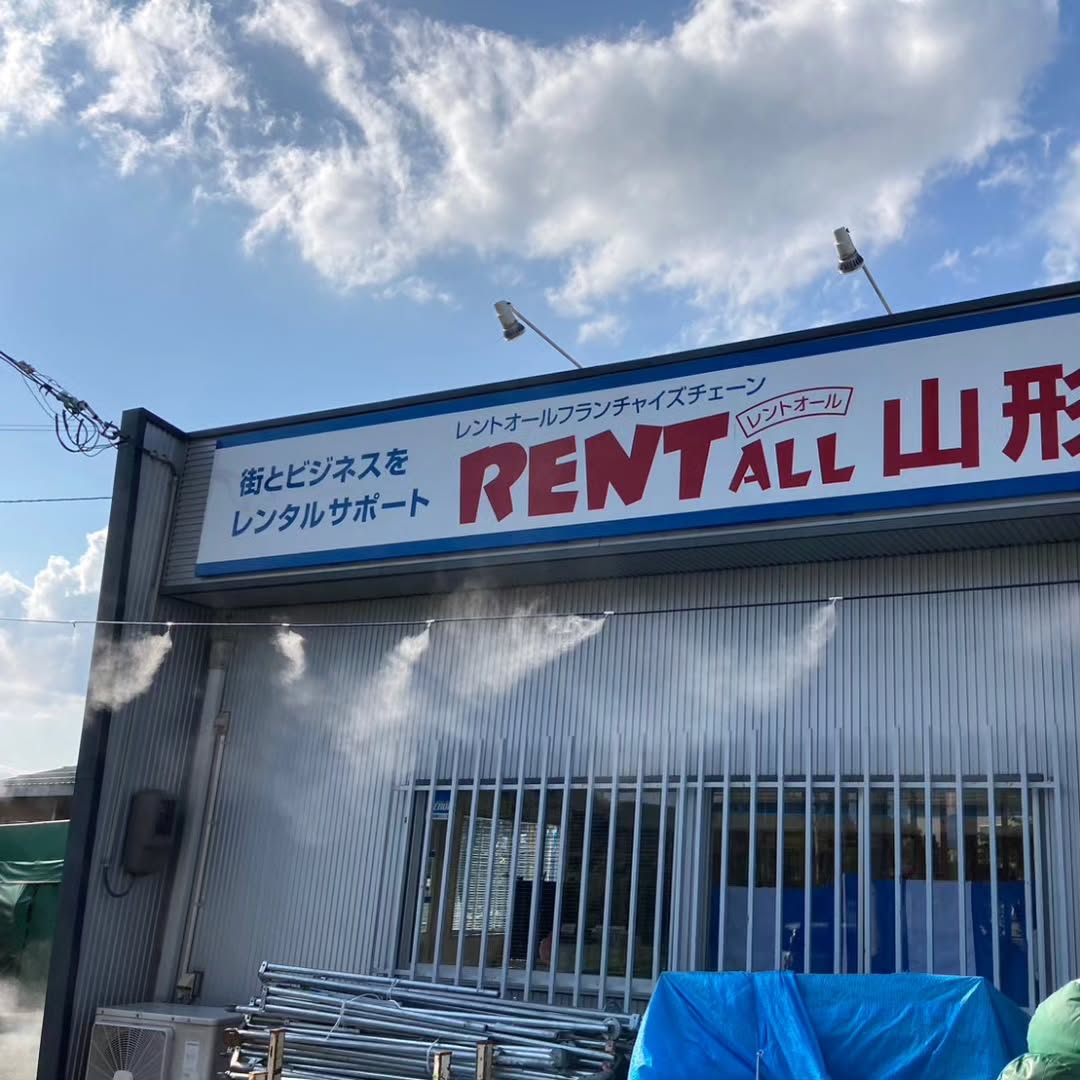 街とビジネスを
レンタルサポート
レントオールフランチャイズチェーン
レントオール
RENT ALL 山形